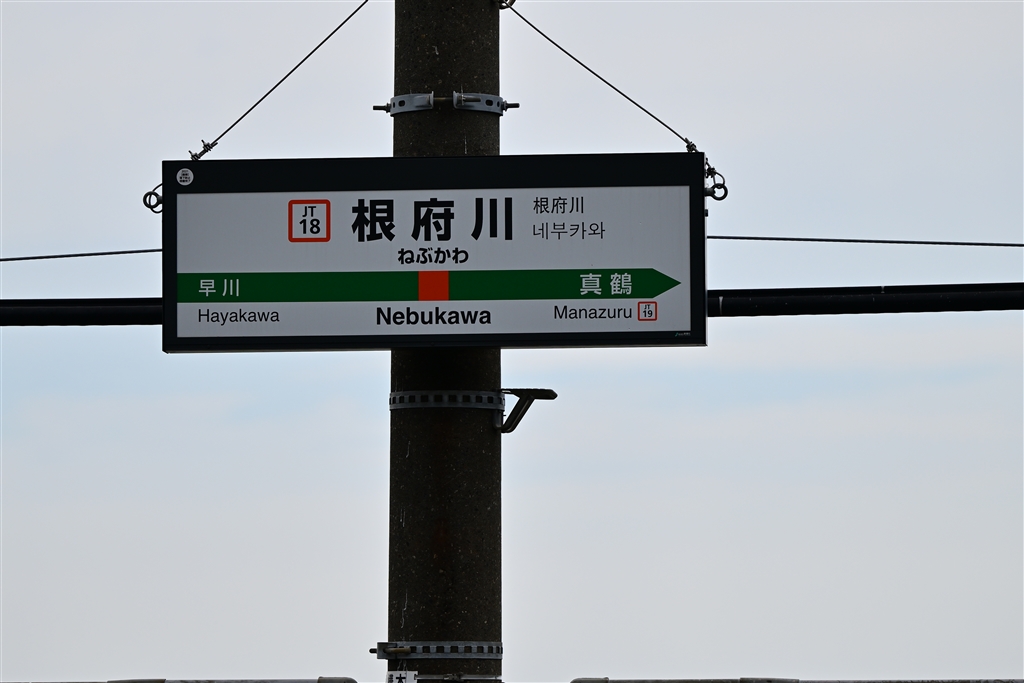 JT
18
根府川
根府川
네부카와
ねぶかわ
早川
真鶴
Hayakawa
Nebukawa
Manazuru
JT
19